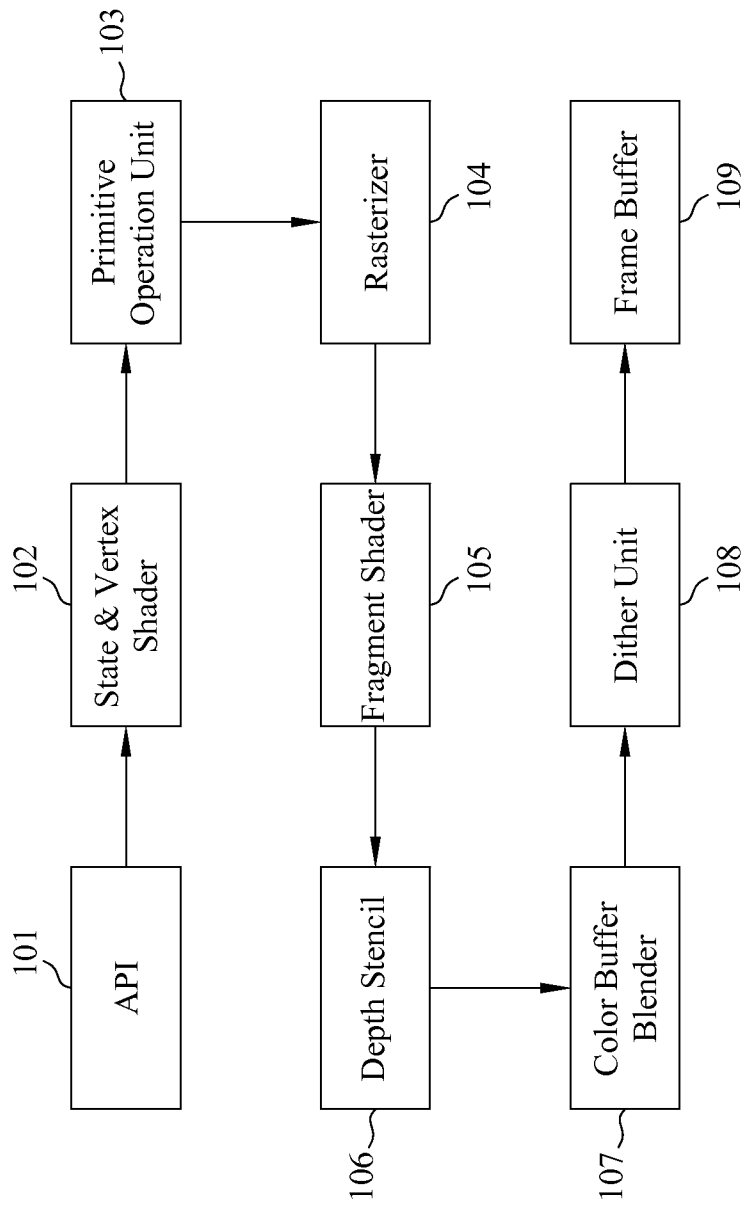 101
API
102
State & Vertex
Shader
103
Primitive
Operation Unit
104
Rasterizer
105
Fragment Shader
106
Depth Stencil
107
Color Buffer
Blender
108
Dither Unit
109
Frame Buffer